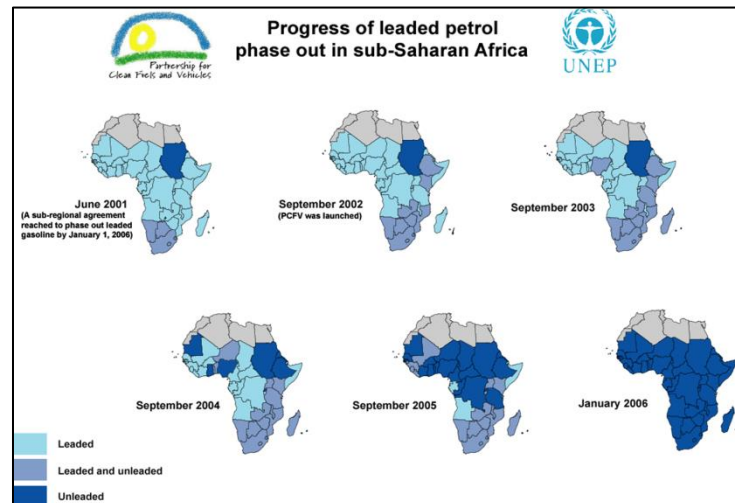 Progress of leaded petrol
phase out in sub-Saharan Africa
Partnership for
Clean Fuels and Vehicles
UNEP
June 2001
(A sub-regional agreement
reached to phase out leaded
gasoline by January 1, 2006)
September 2002
(PCFV was launched)
September 2003
September 2004
September 2005
January 2006
Leaded
Leaded and unleaded
Unleaded